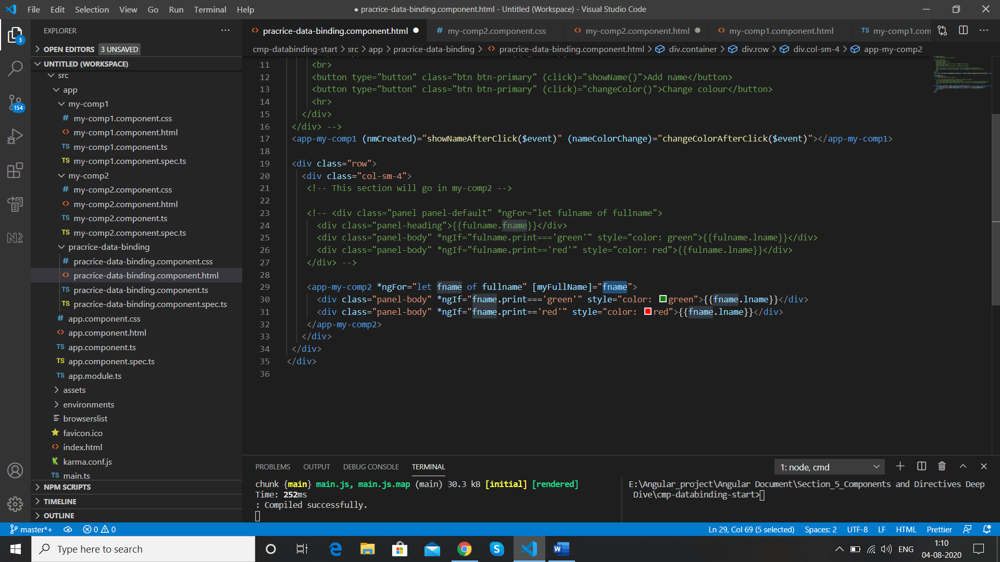 File Edit Selection View Go Run Terminal Help
● pracrice-data-binding.component.html - Untitled (Workspace) - Visual Studio Code
EXPLORER
OPEN EDITORS 3 UNSAVED
UNTITLED (WORKSPACE)
src
app
my-comp1
my-comp1.component.css
my-comp1.component.html
TS my-comp1.component.ts
TS my-comp1.component.spec.ts
my-comp2
my-comp2.component.css
my-comp2.component.html
TS my-comp2.component.ts
TS my-comp2.component.spec.ts
pracrice-data-binding
pracrice-data-binding.component.css
pracrice-data-binding.component.html
TS pracrice-data-binding.component.ts
TS pracrice-data-binding.component.spec.ts
app.component.css
app.component.html
TS app.component.ts
TS app.component.spec.ts
TS app.module.ts
assets
environments
browserslist
favicon.ico
index.html
karma.conf.js
TS main.ts
NPM SCRIPTS
TIMELINE
OUTLINE
3
154
pracrice-data-binding.component.html ● # my-comp2.component.css <> my-comp2.component.html ● <> my-comp1.component.html TS my-comp1.com
cmp-databinding-start > src > app > pracrice-data-binding > <> pracrice-data-binding.component.html > div.container > div.row > div.col-sm-4 > app-my-comp2
11 <br>
12 <button type="button" class="btn btn-primary" (click)="showName()">Add name</button>
13 <button type="button" class="btn btn-primary" (click)="changeColor()">Change colour</button>
14 <hr>
15 </div>
16 </div> -->
17 <app-my-comp1 (nmCreated)="showNameAfterClick($event)" (nameColorChange)="changeColorAfterClick($event)"></app-my-comp1>
18
19 <div class="row">
20 <div class="col-sm-4">
21 <!-- This section will go in my-comp2 -->
22
23 <!-- <div class="panel panel-default" *ngFor="let fulname of fullname">
24 <div class="panel-heading">{{fulname.fname}}</div>
25 <div class="panel-body" *ngIf="fulname.print==='green'" style="color: green">{{fulname.lname}}</div>
26 <div class="panel-body" *ngIf="fulname.print=='red'" style="color: red">{{fulname.lname}}</div>
27 </div> -->
28
29 <app-my-comp2 *ngFor="let fname of fullname" [myFullName]="fname">
30 <div class="panel-body" *ngIf="fname.print==='green'" style="color: green">{{fname.lname}}</div>
31 <div class="panel-body" *ngIf="fname.print=='red'" style="color: red">{{fname.lname}}</div>
32 </app-my-comp2>
33 </div>
34 </div>
35 </div>
36
PROBLEMS OUTPUT DEBUG CONSOLE TERMINAL
1: node, cmd
chunk {main} main.js, main.js.map (main) 30.3 kB [initial] [rendered]
Time: 252ms
: Compiled successfully.
E:\Angular_project\Angular Document\Section_5_Components and Directives Deep
Dive\cmp-databinding-start>
master*+ 0 0
Ln 29, Col 69 (5 selected) Spaces: 2 UTF-8 LF HTML Prettier
Type here to search
ENG
1:10
04-08-2020